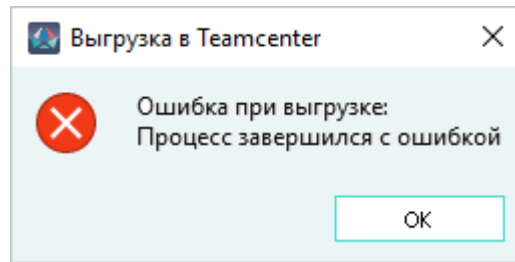 Выгрузка в Teamcenter
Ошибка при выгрузке:
Процесс завершился с ошибкой
OK